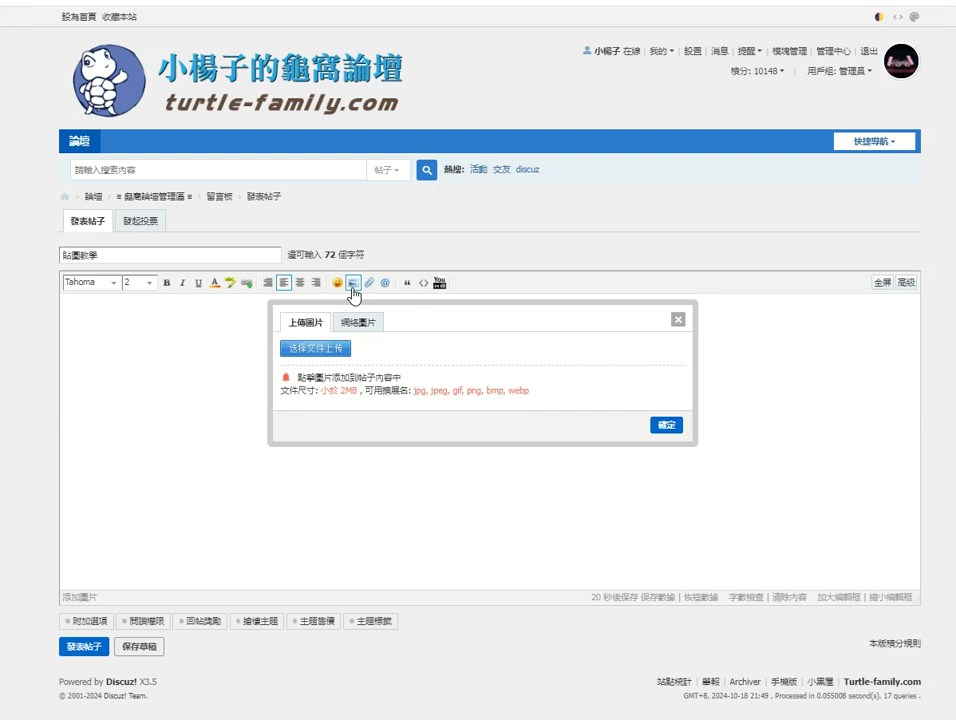 設為首頁 收藏本站
小楊子的龜窩論壇
turtle-family.com
小楊子 在線 | 我的 | 設置 | 消息 | 提醒 | 模塊管理 | 管理中心 | 退出
積分: 10148 | 用戶組: 管理員
論壇 快捷導航
請輸入搜索內容 帖子 熱搜: 活動 交友 discuz
論壇 › ≡ 龜窩論壇管理區 ≡ › 留言板 › 發表帖子
發表帖子 發起投票
貼圖教學 還可輸入 72 個字符
Tahoma 2 B I U A @ You 全屏 高級
上傳圖片 網絡圖片
选择文件上传
點擊圖片添加到帖子內容中
文件尺寸: 小於 2MB , 可用擴展名: jpg, jpeg, gif, png, bmp, webp
確定
添加圖片 20 秒後保存 保存數據 | 恢複數據 字數檢查 | 清除內容 加大編輯框 | 縮小編輯框
附加選項 閱讀權限 回帖獎勵 搶樓主題 主題售價 主題標籤
發表帖子 保存草稿 本版積分規則
Powered by Discuz! X3.5 站點統計 | 舉報 | Archiver | 手機版 | 小黑屋 | Turtle-family.com
© 2001-2024 Discuz! Team. GMT+8, 2024-10-18 21:49 , Processed in 0.055008 second(s), 17 queries .